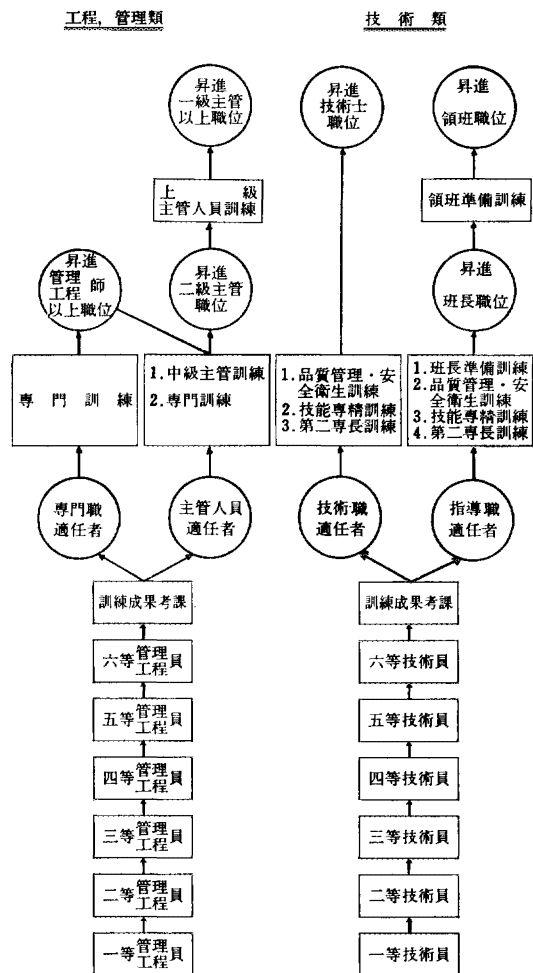 工程,管理類
技術類
昇進
一級主管
以上職位
昇進
技術士
職位
昇進
領班職位
上級
主管人員訓練
領班準備訓練
昇進
管理
工程師
以上職位
昇進
二級主管
職位
昇進
班長職位
專門訓練
1.中級主管訓練
2.專門訓練
1.品質管理·安
全衛生訓練
2.技能專精訓練
3.第二專長訓練
1.班長準備訓練
2.品質管理·安
全衛生訓練
3.技能專精訓練
4.第二專長訓練
專門職
適任者
主管人員
適任者
技術職
適任者
指導職
適任者
訓練成果考課
訓練成果考課
六等管理
工程員
六等技術員
五等管理
工程員
五等技術員
四等管理
工程員
四等技術員
三等管理
工程員
三等技術員
二等管理
工程員
二等技術員
一等管理
工程員
一等技術員